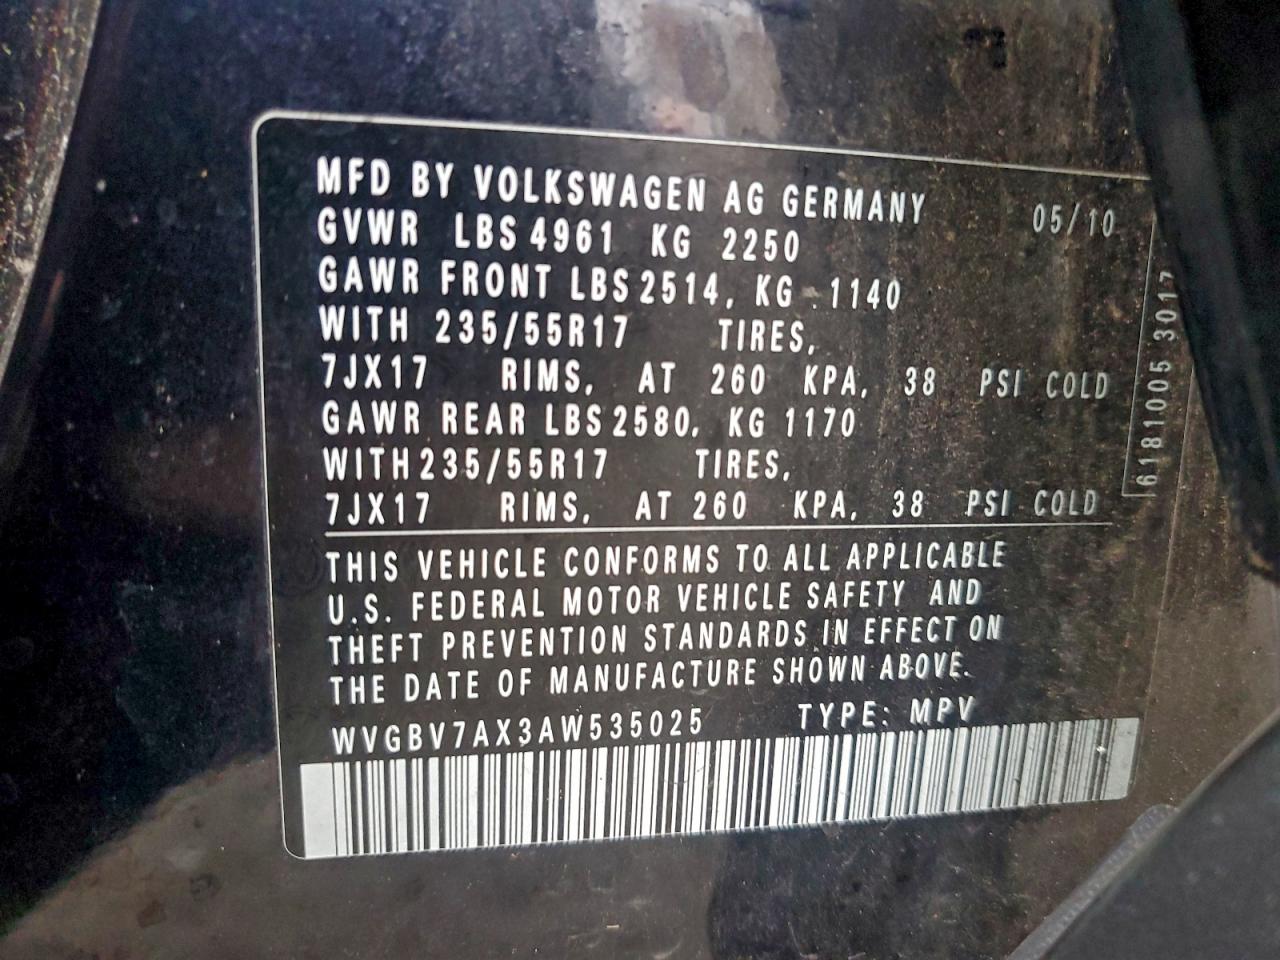 MFD BY VOLKSWAGEN AG GERMANY 05/10
GVWR LBS 4961 KG 2250
GAWR FRONT LBS 2514, KG 1140
WITH 235/55R17 TIRES,
7JX17 RIMS, AT 260 KPA, 38 PSI COLD
GAWR REAR LBS 2580, KG 1170
WITH 235/55R17 TIRES,
7JX17 RIMS, AT 260 KPA, 38 PSI COLD
THIS VEHICLE CONFORMS TO ALL APPLICABLE
U.S. FEDERAL MOTOR VEHICLE SAFETY AND
THEFT PREVENTION STANDARDS IN EFFECT ON
THE DATE OF MANUFACTURE SHOWN ABOVE.
WVGBV7AX3AW535025 TYPE: MPV
6181005 3017